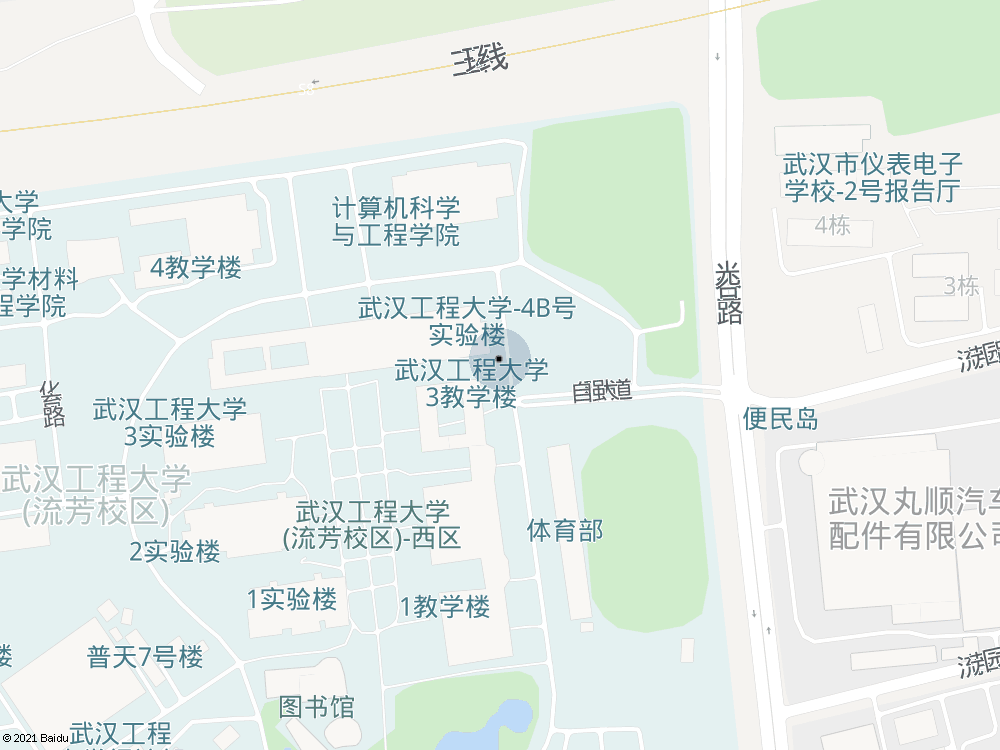 王线
武汉市仪表电子
学校-2号报告厅
4栋
3栋
大学
学院
计算机科学
与工程学院
4教学楼
学材料
程学院
武汉工程大学-4B号
实验楼
武汉工程大学
3教学楼
光谷路
流园
自强大道
便民岛
华谷路
武汉工程大学
3实验楼
武汉工程大学
(流芳校区)
武汉工程大学
(流芳校区)-西区
武汉丸顺汽车
配件有限公司
体育部
2实验楼
1实验楼
1教学楼
楼
普天7号楼
流园
图书馆
武汉工程
© 2021 Baidu